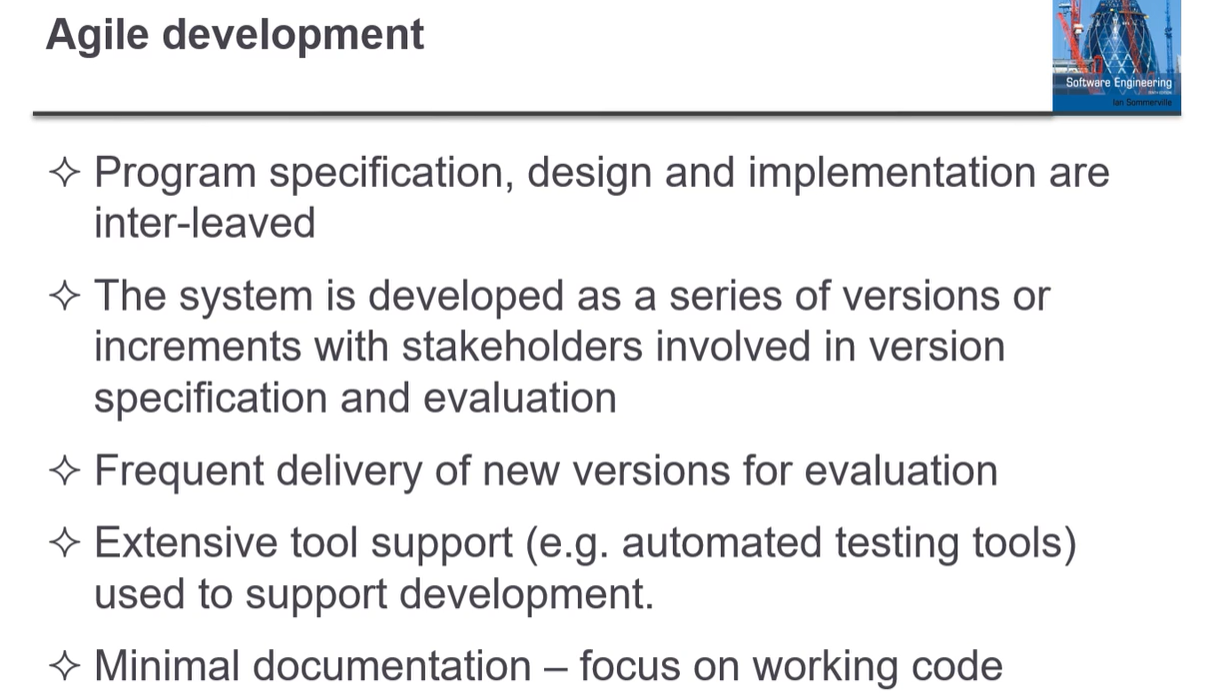 Agile development
Software Engineering
Ian Sommerville
✧ Program specification, design and implementation are
inter-leaved
✧ The system is developed as a series of versions or
increments with stakeholders involved in version
specification and evaluation
✧ Frequent delivery of new versions for evaluation
✧ Extensive tool support (e.g. automated testing tools)
used to support development.
✧ Minimal documentation – focus on working code